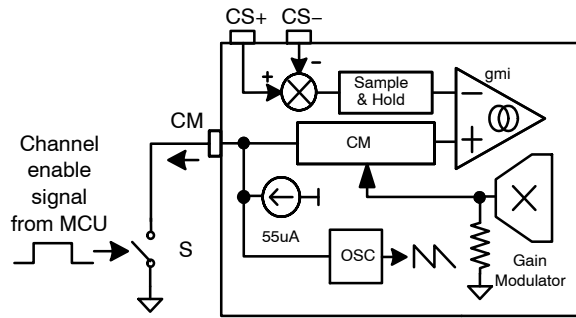 CS+ CS−
+ −
Sample
& Hold
gmi
−
+
CM
CM
Channel
enable
signal
from MCU
S
55uA
OSC
Gain
Modulator